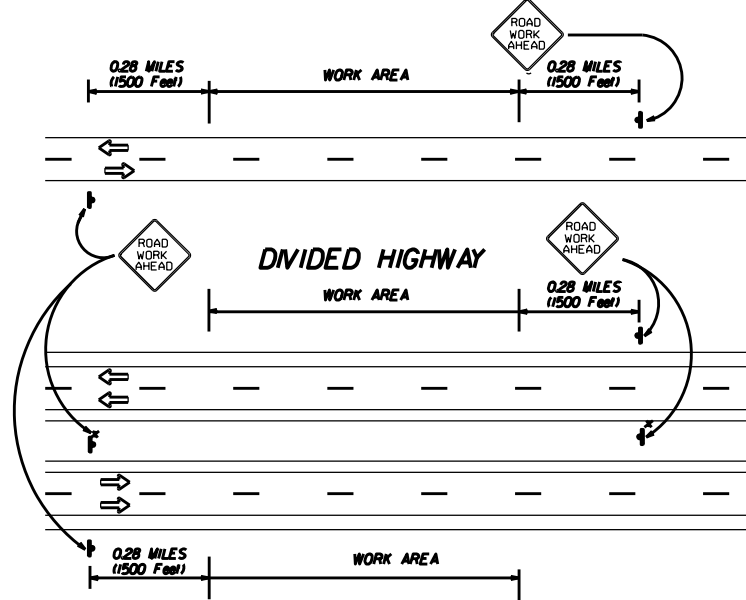 ROAD
WORK
AHEAD
0.28 MILES
(1500 Feet)
WORK AREA
0.28 MILES
(1500 Feet)
ROAD
WORK
AHEAD
DIVIDED HIGHWAY
ROAD
WORK
AHEAD
WORK AREA
0.28 MILES
(1500 Feet)
0.28 MILES
(1500 Feet)
WORK AREA